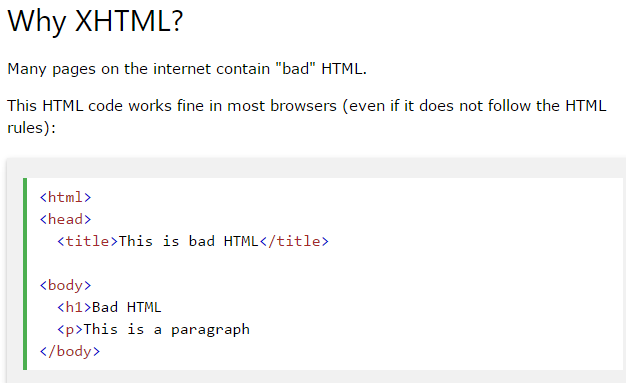 Why XHTML?
Many pages on the internet contain "bad" HTML.
This HTML code works fine in most browsers (even if it does not follow the HTML
rules):
<html>
<head>
  <title>This is bad HTML</title>
<body>
  <h1>Bad HTML
  <p>This is a paragraph
</body>